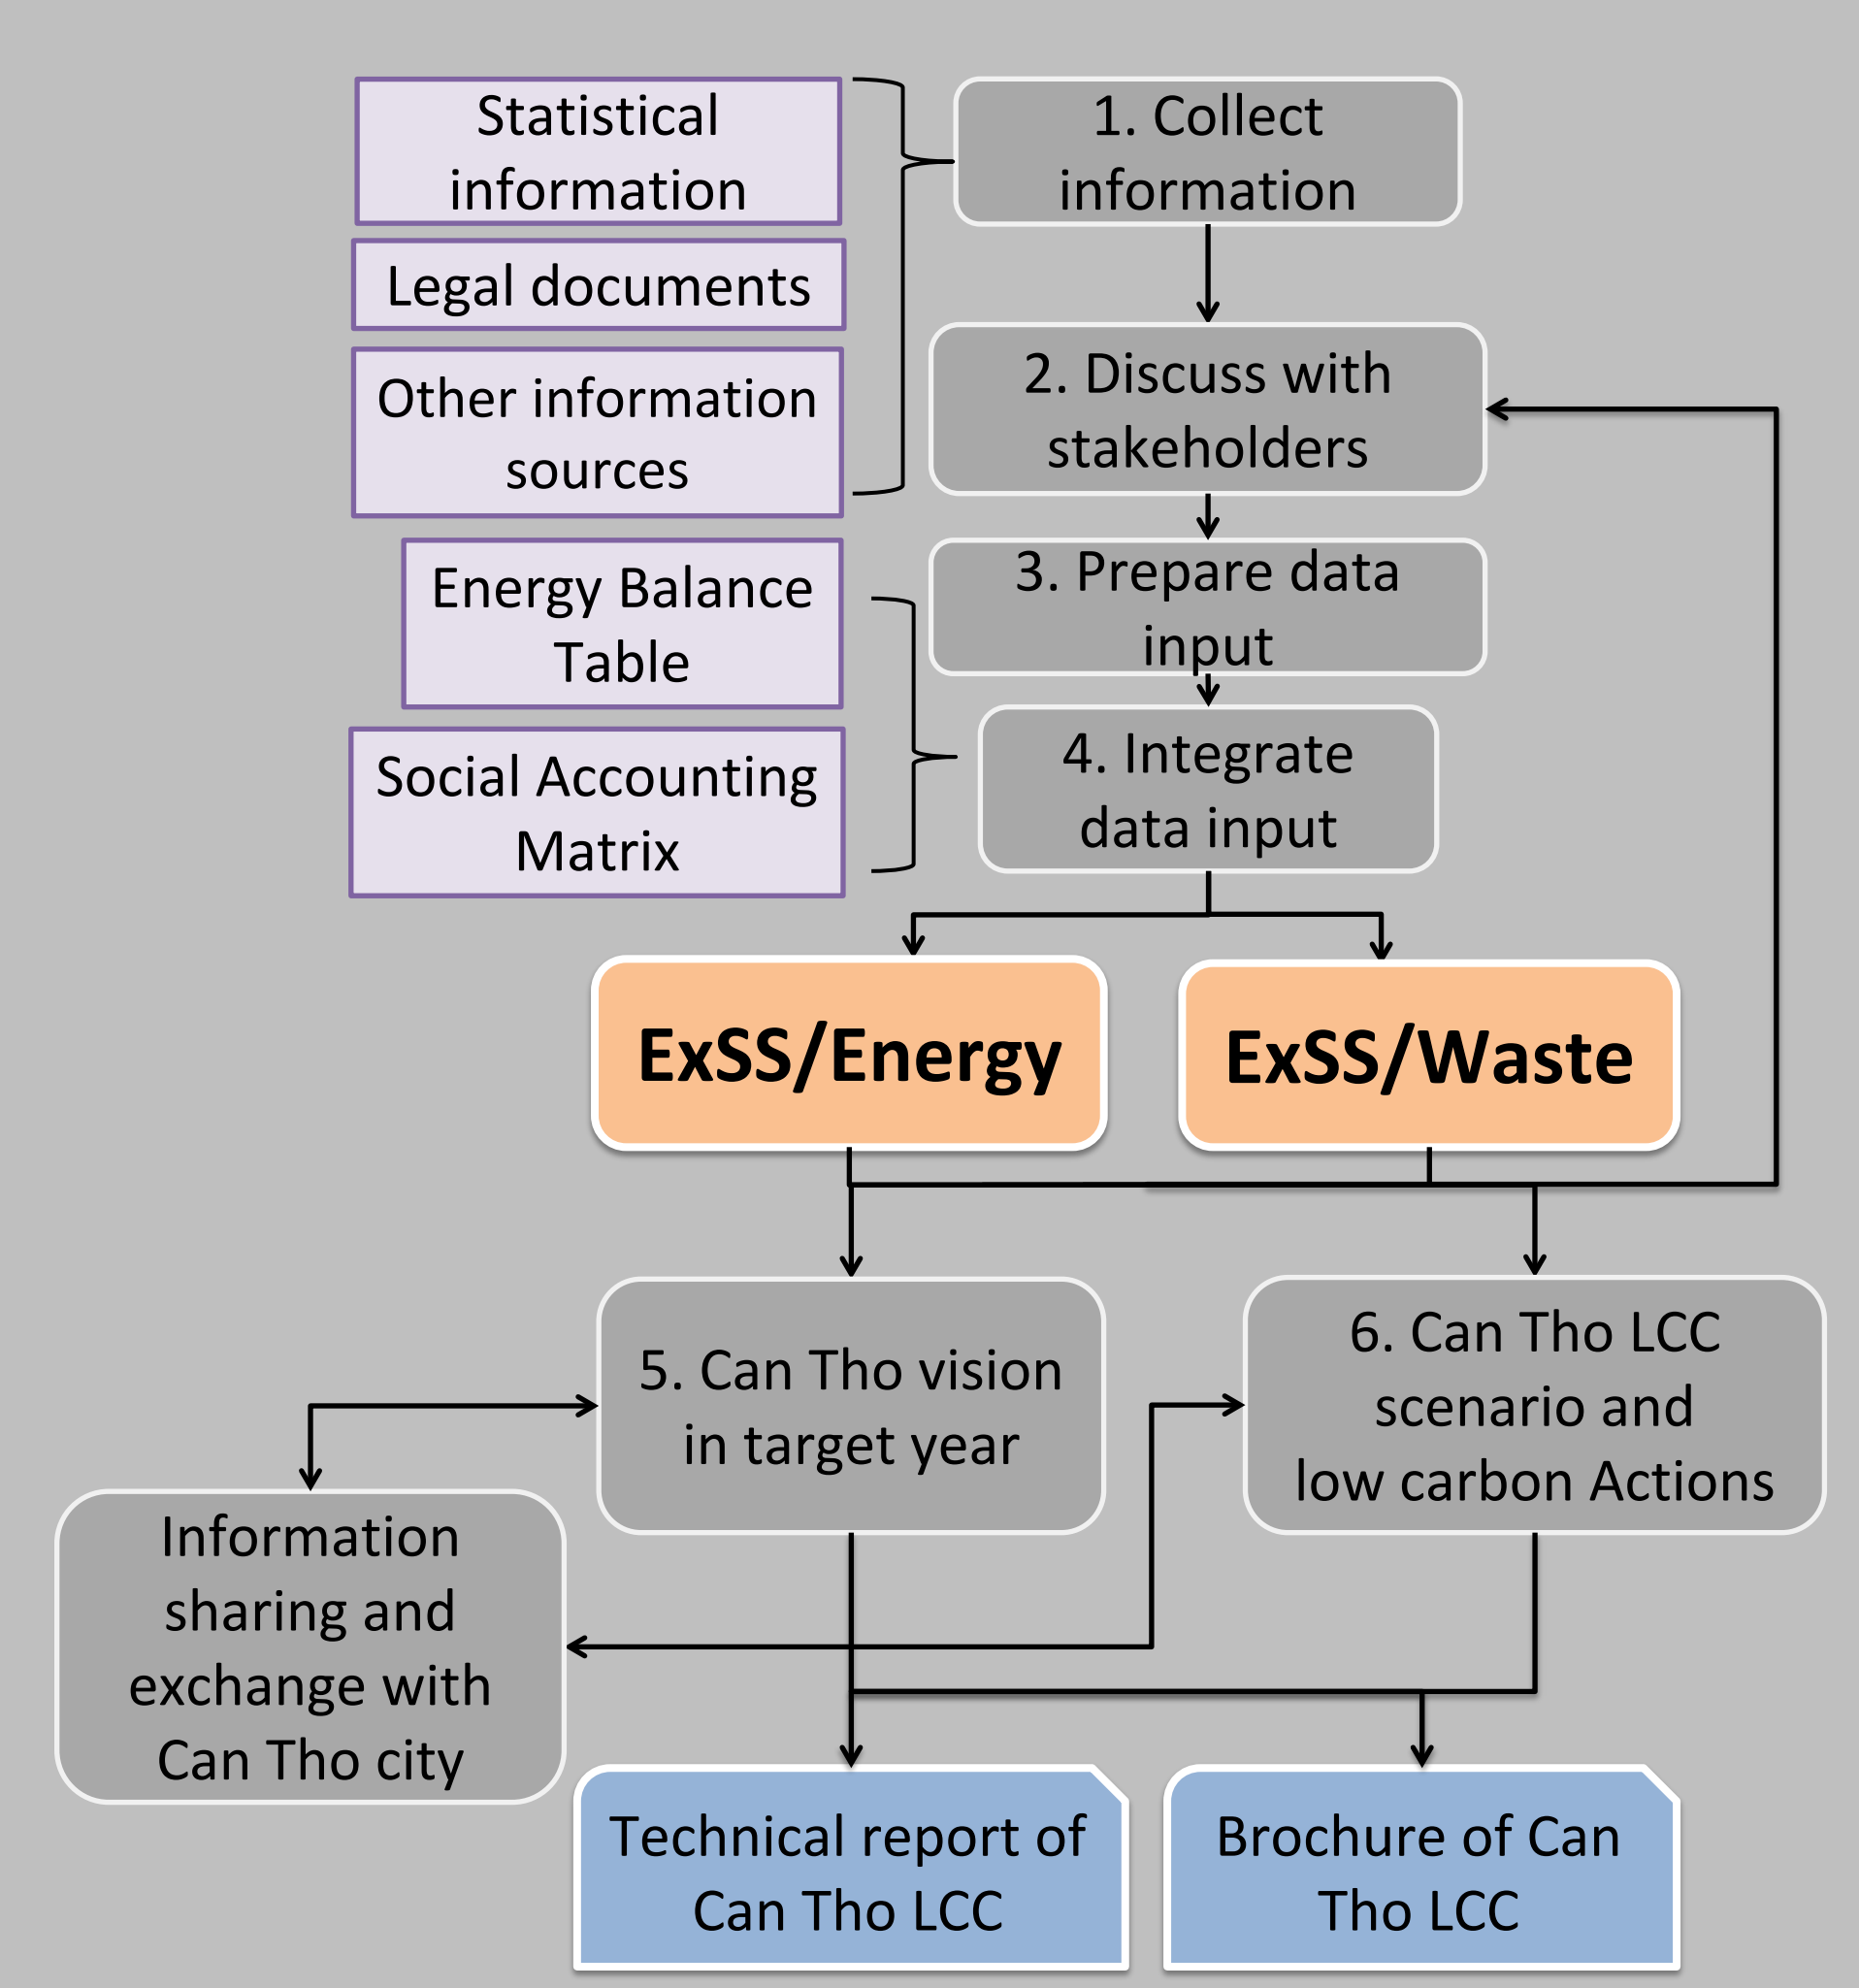 Statistical
information
Legal documents
Other information
sources
Energy Balance
Table
Social Accounting
Matrix
1. Collect
information
2. Discuss with
stakeholders
3. Prepare data
input
4. Integrate
data input
ExSS/Energy
ExSS/Waste
5. Can Tho vision
in target year
6. Can Tho LCC
scenario and
low carbon Actions
Information
sharing and
exchange with
Can Tho city
Technical report of
Can Tho LCC
Brochure of Can
Tho LCC